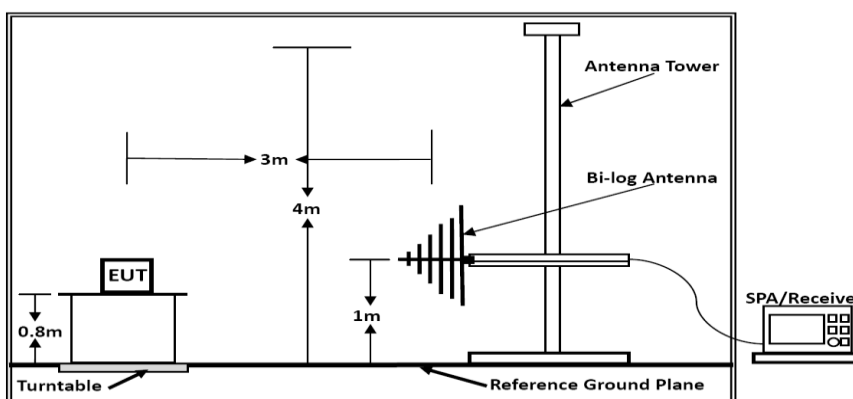 Antenna Tower
3m
Bi-log Antenna
4m
EUT
SPA/Receive
0.8m
1m
Turntable
Reference Ground Plane